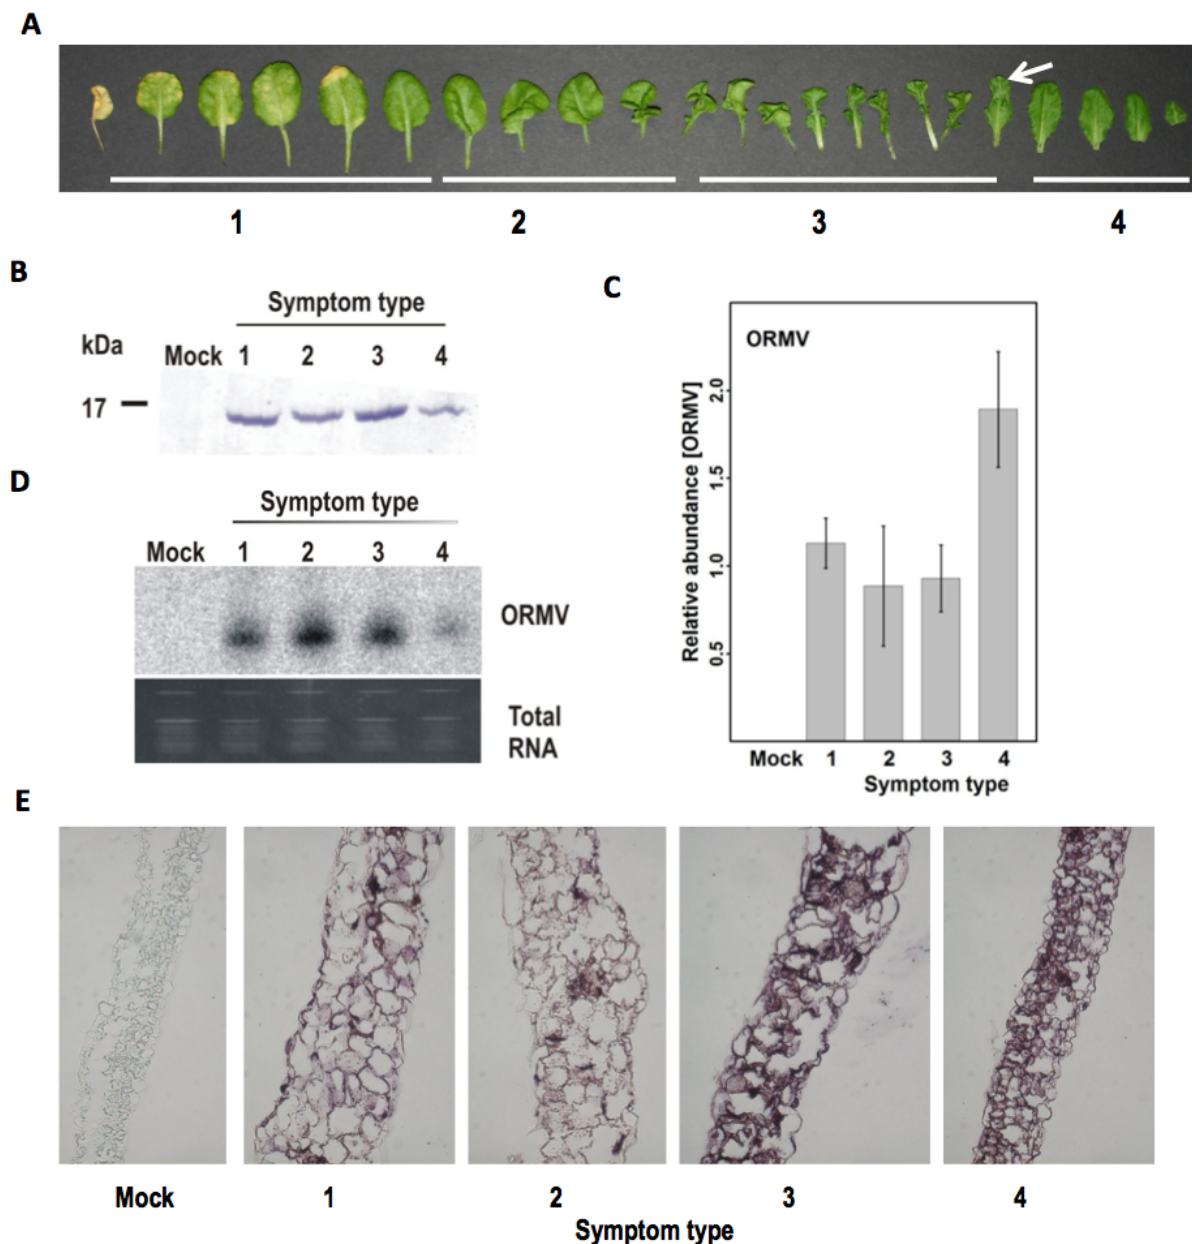 A
1 2 3 4
B
Symptom type
kDa
Mock 1 2 3 4
17
C
ORMV
Relative abundance [ORMV]
2.0
1.5
1.0
0.5
Mock 1 2 3 4
Symptom type
D
Symptom type
Mock 1 2 3 4
ORMV
Total
RNA
E
Mock 1 2 3 4
Symptom type